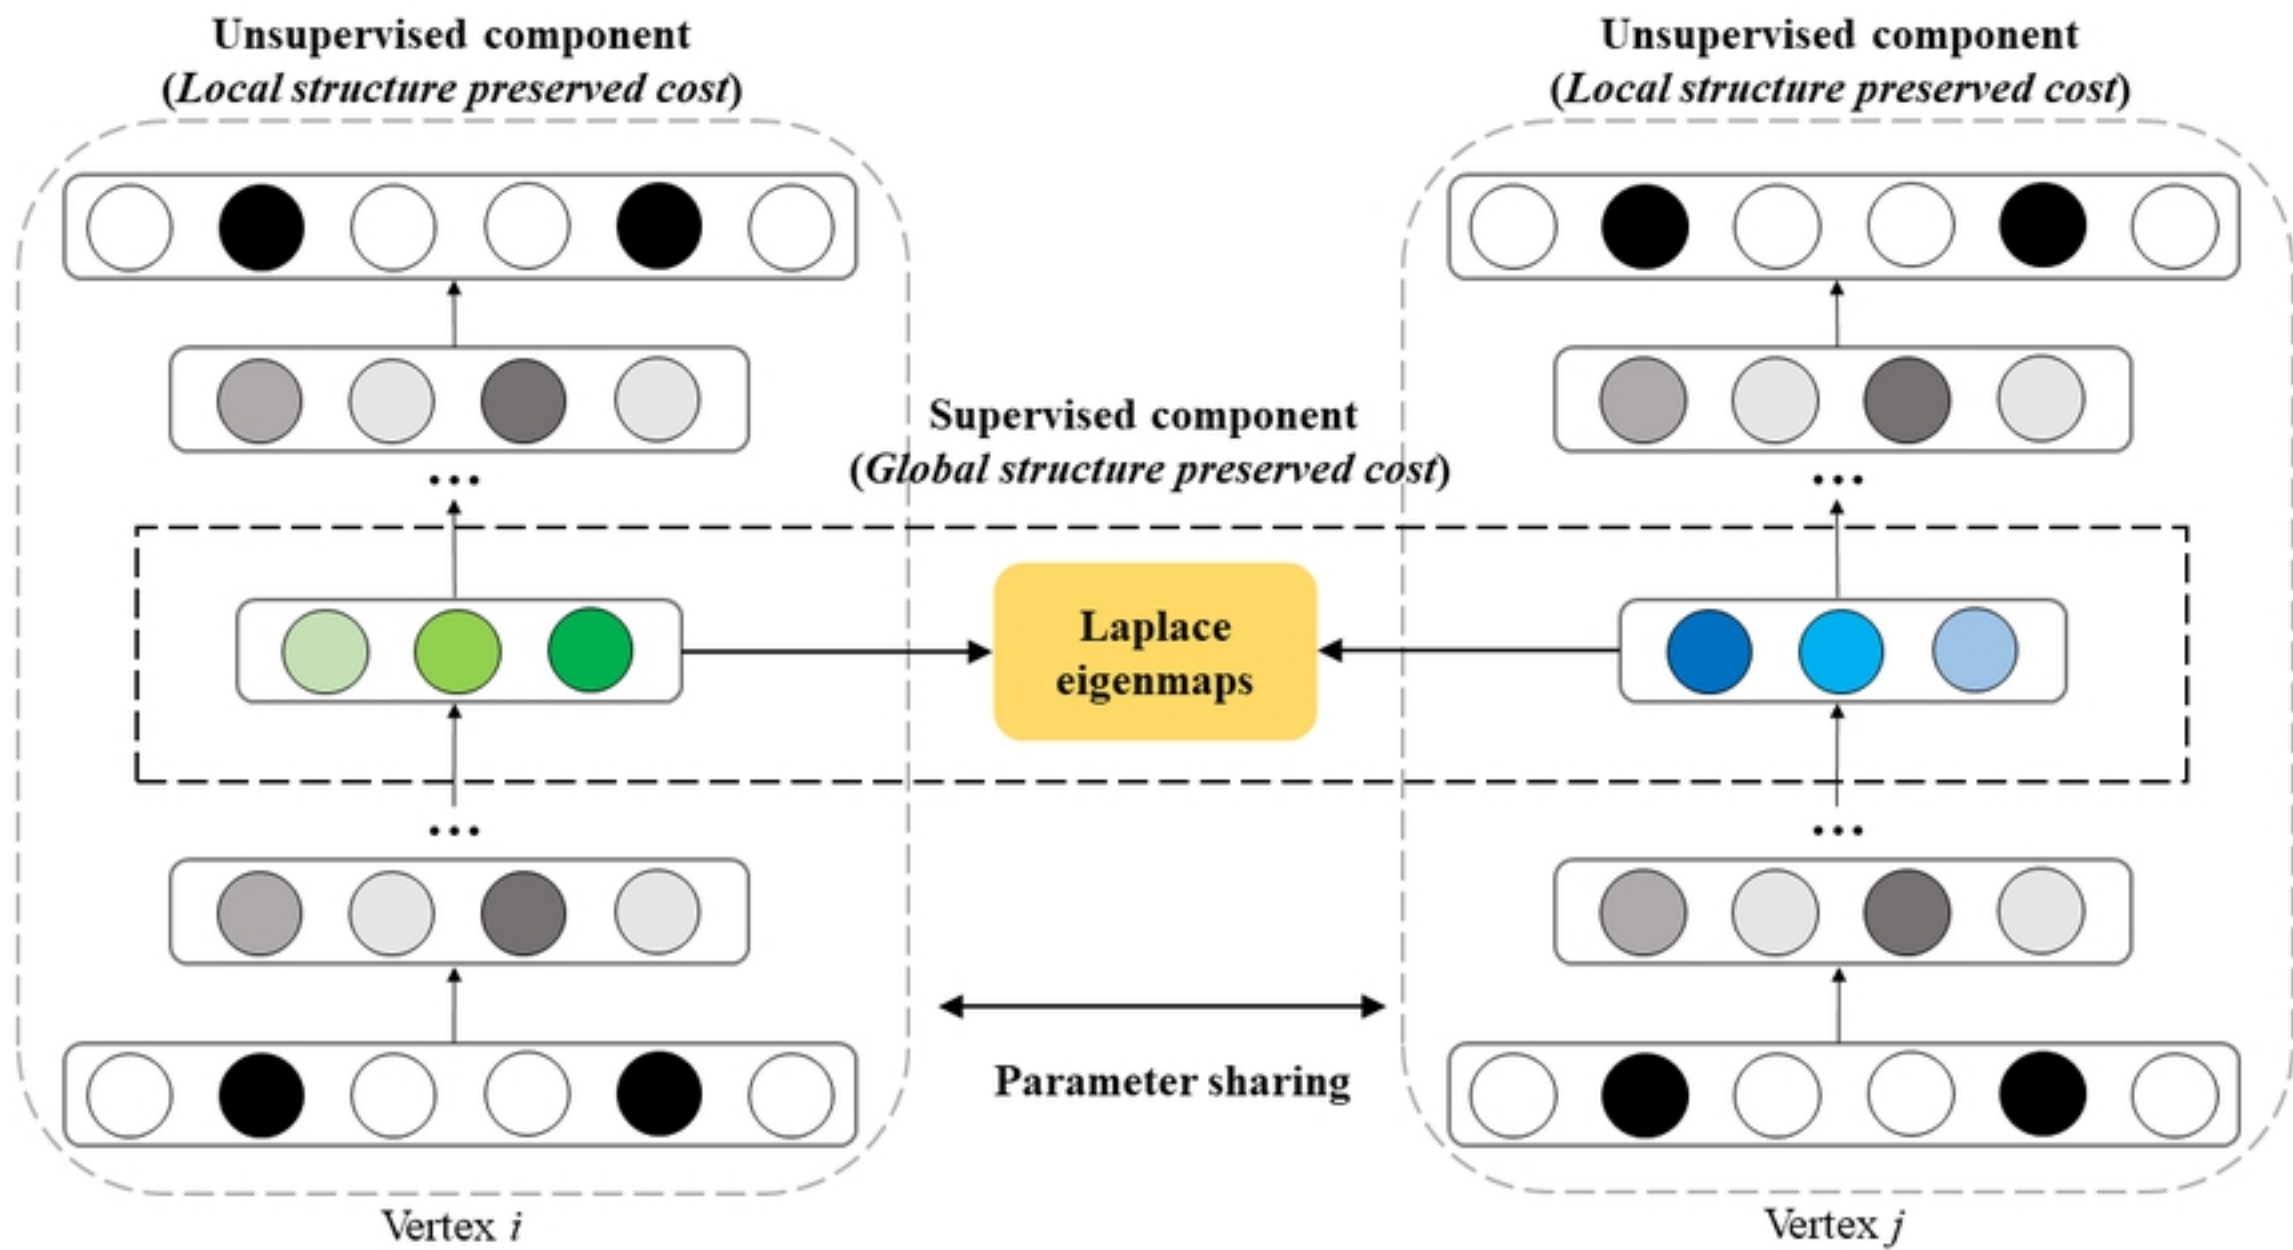 Unsupervised component
(Local structure preserved cost)
Unsupervised component
(Local structure preserved cost)
Supervised component
(Global structure preserved cost)
...
...
Laplace
eigenmaps
...
...
Parameter sharing
Vertex i
Vertex j